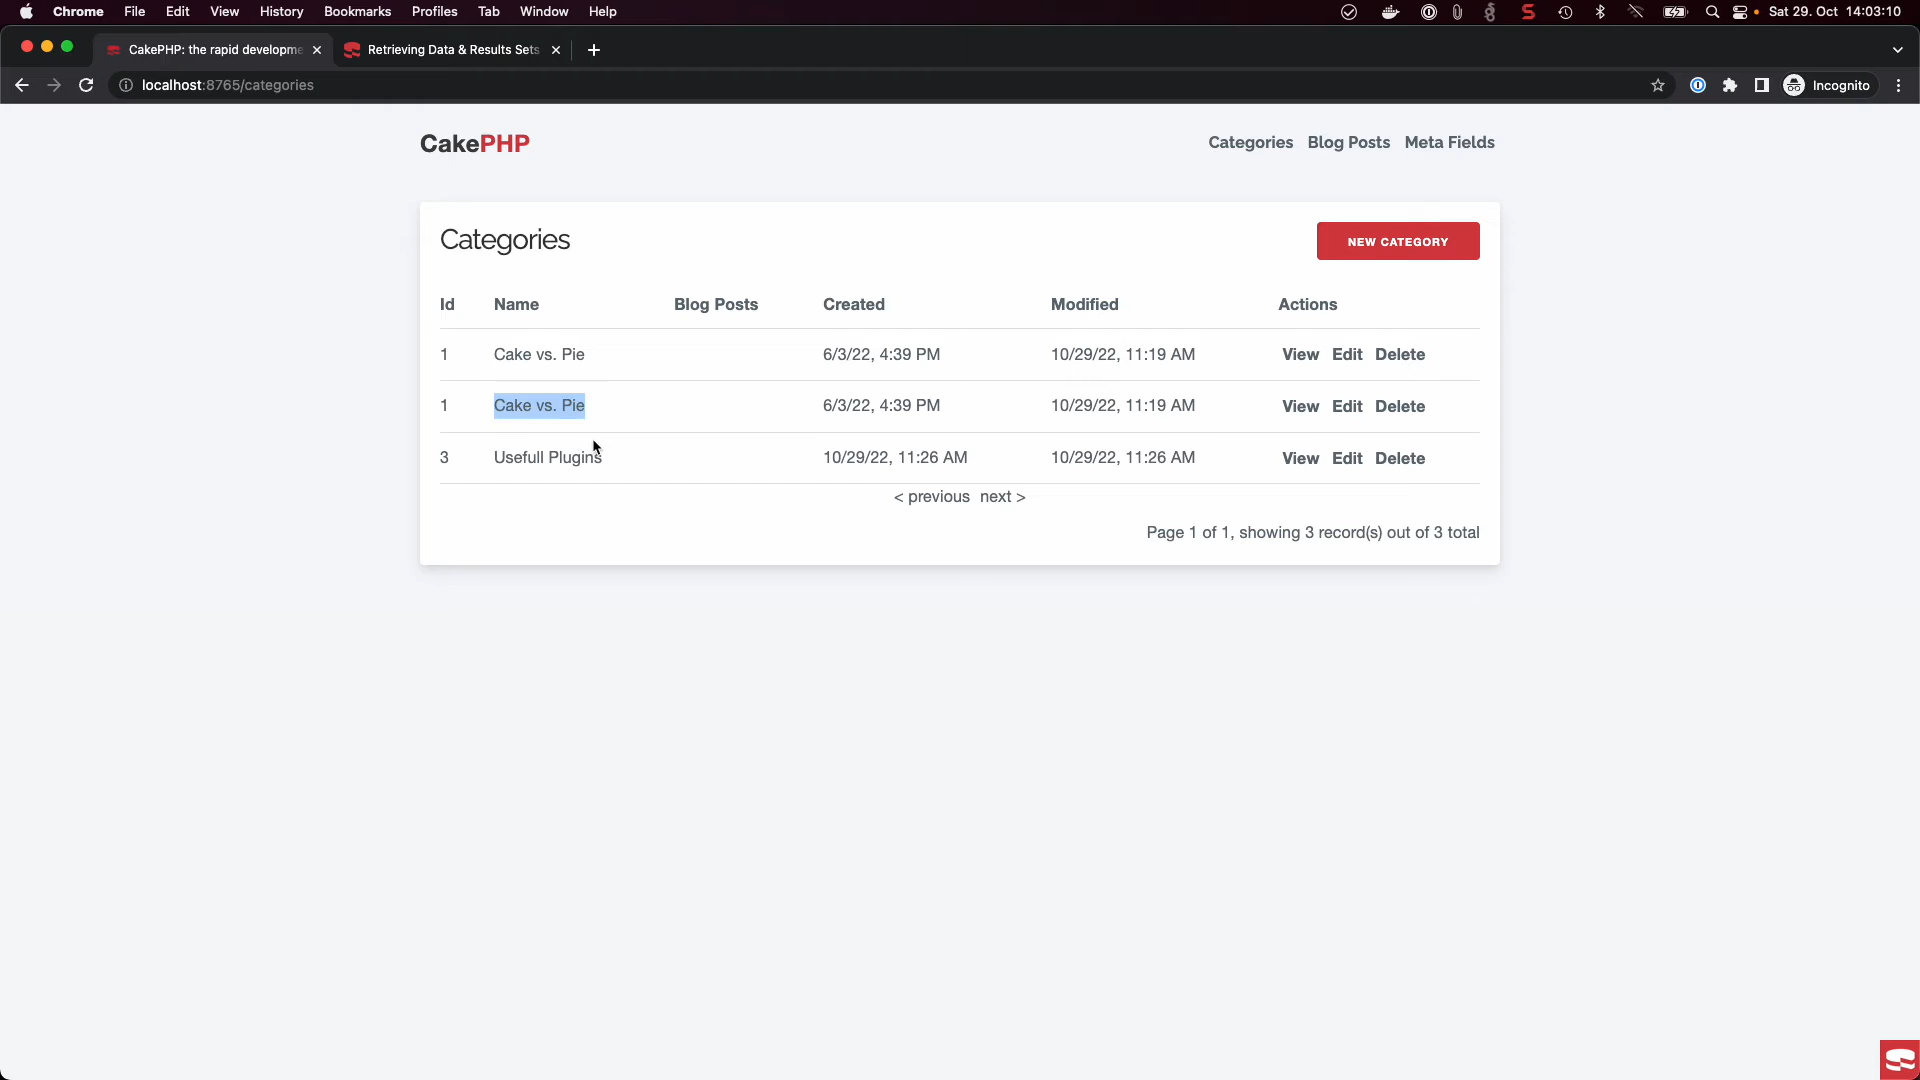 Chrome File Edit View History Bookmarks Profiles Tab Window Help Sat 29. Oct 14:03:10
CakePHP: the rapid developme Retrieving Data & Results Sets
localhost:8765/categories Incognito
CakePHP Categories Blog Posts Meta Fields
Categories NEW CATEGORY
Id Name Blog Posts Created Modified Actions
1 Cake vs. Pie 6/3/22, 4:39 PM 10/29/22, 11:19 AM View Edit Delete
1 Cake vs. Pie 6/3/22, 4:39 PM 10/29/22, 11:19 AM View Edit Delete
3 Usefull Plugins 10/29/22, 11:26 AM 10/29/22, 11:26 AM View Edit Delete
< previous next >
Page 1 of 1, showing 3 record(s) out of 3 total